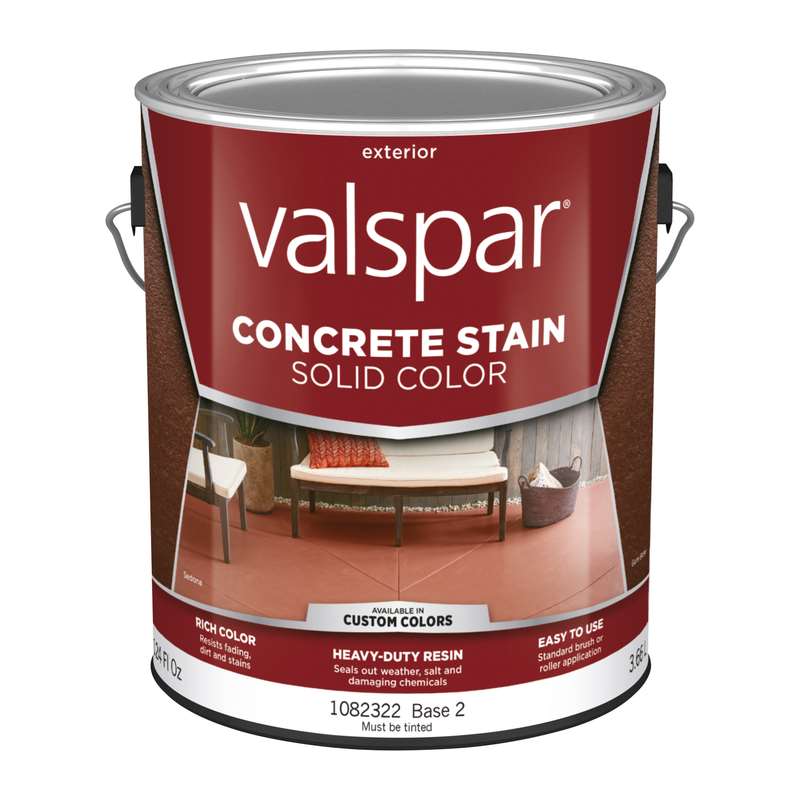 exterior
valspar®
CONCRETE STAIN
SOLID COLOR
Sedona
AVAILABLE IN
CUSTOM COLORS
RICH COLOR
Resists fading,
dirt and stains
HEAVY-DUTY RESIN
Seals out weather, salt and
damaging chemicals
EASY TO USE
Standard brush or
roller application
Fl Oz
3.66
1082322 Base 2
Must be tinted